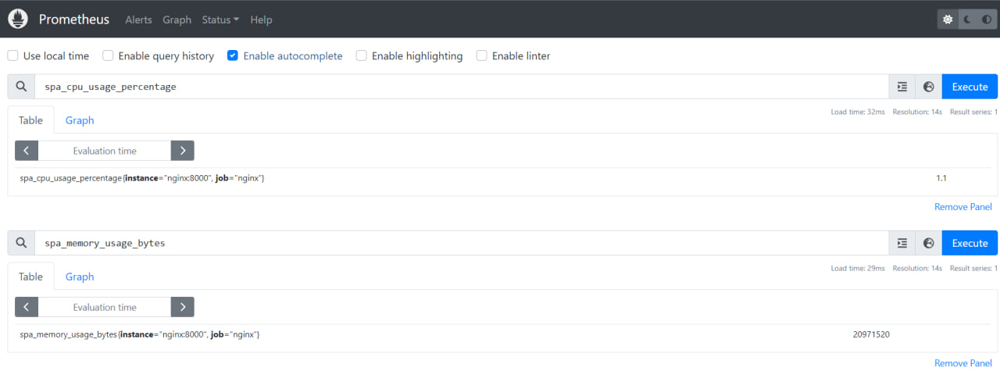 Prometheus Alerts Graph Status Help
Use local time Enable query history Enable autocomplete Enable highlighting Enable linter
spa_cpu_usage_percentage Execute
Load time: 32ms Resolution: 14s Result series: 1
Table Graph
Evaluation time
spa_cpu_usage_percentage{instance="nginx:8000", job="nginx"} 1.1
Remove Panel
spa_memory_usage_bytes Execute
Load time: 29ms Resolution: 14s Result series: 1
Table Graph
Evaluation time
spa_memory_usage_bytes{instance="nginx:8000", job="nginx"} 20971520
Remove Panel